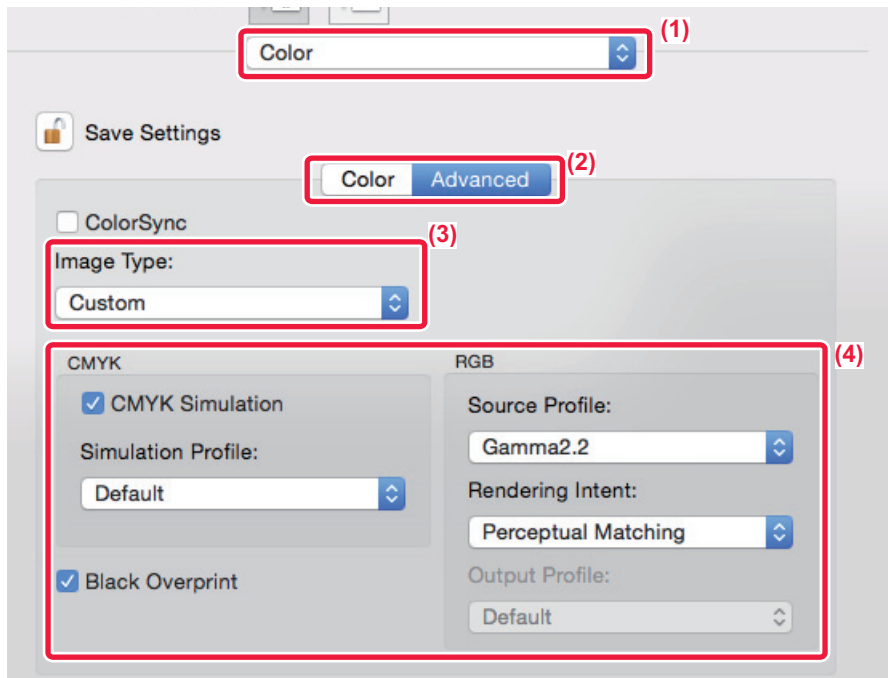 (1)
Color
Save Settings
(2)
Color Advanced
ColorSync
(3)
Image Type:
Custom
(4)
CMYK
CMYK Simulation
Simulation Profile:
Default
Black Overprint
RGB
Source Profile:
Gamma2.2
Rendering Intent:
Perceptual Matching
Output Profile:
Default